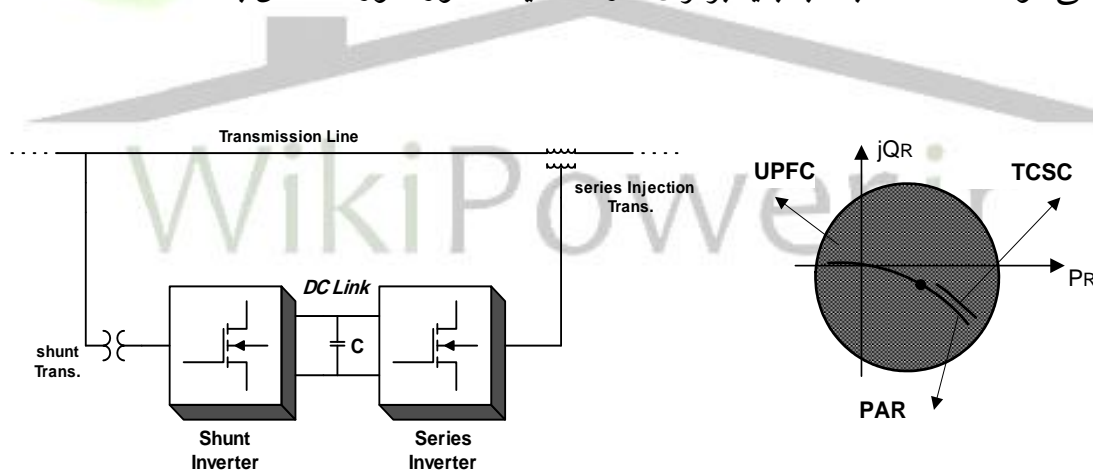 Transmission Line
series Injection
Trans.
DC Link
C
shunt
Trans.
Shunt
Inverter
Series
Inverter
jQR
UPFC
TCSC
PR
PAR
WikiPower.ir